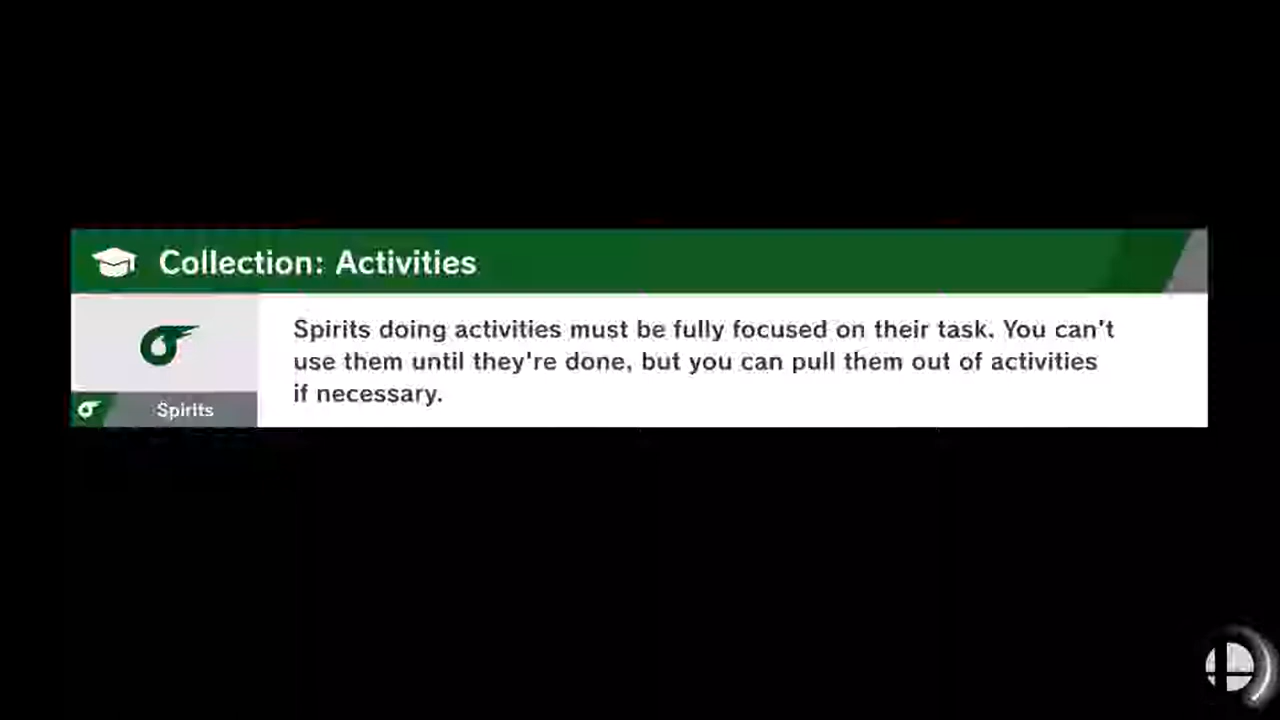 Collection: Activities
Spirits doing activities must be fully focused on their task. You can't
use them until they're done, but you can pull them out of activities
if necessary.
Spirits